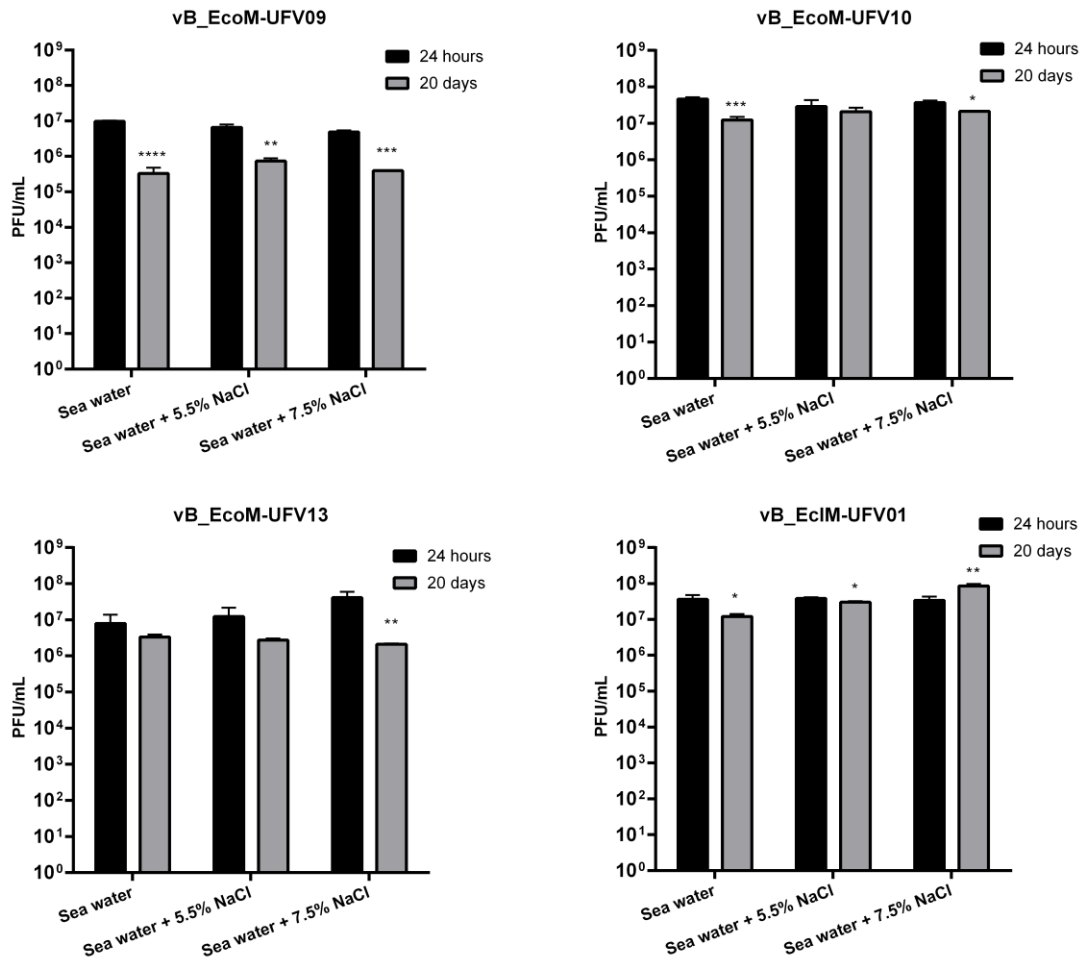 vB_EcoM-UFV09
24 hours
20 days
PFU/mL
10⁹
10⁸
10⁷
10⁶
10⁵
10⁴
10³
10²
10¹
10⁰
****
**
***
Sea water
Sea water + 5.5% NaCl
Sea water + 7.5% NaCl
vB_EcoM-UFV10
24 hours
20 days
PFU/mL
10⁹
10⁸
10⁷
10⁶
10⁵
10⁴
10³
10²
10¹
10⁰
***
*
Sea water
Sea water + 5.5% NaCl
Sea water + 7.5% NaCl
vB_EcoM-UFV13
24 hours
20 days
PFU/mL
10⁹
10⁸
10⁷
10⁶
10⁵
10⁴
10³
10²
10¹
10⁰
**
Sea water
Sea water + 5.5% NaCl
Sea water + 7.5% NaCl
vB_EclM-UFV01
24 hours
20 days
PFU/mL
10⁹
10⁸
10⁷
10⁶
10⁵
10⁴
10³
10²
10¹
10⁰
*
*
**
Sea water
Sea water + 5.5% NaCl
Sea water + 7.5% NaCl